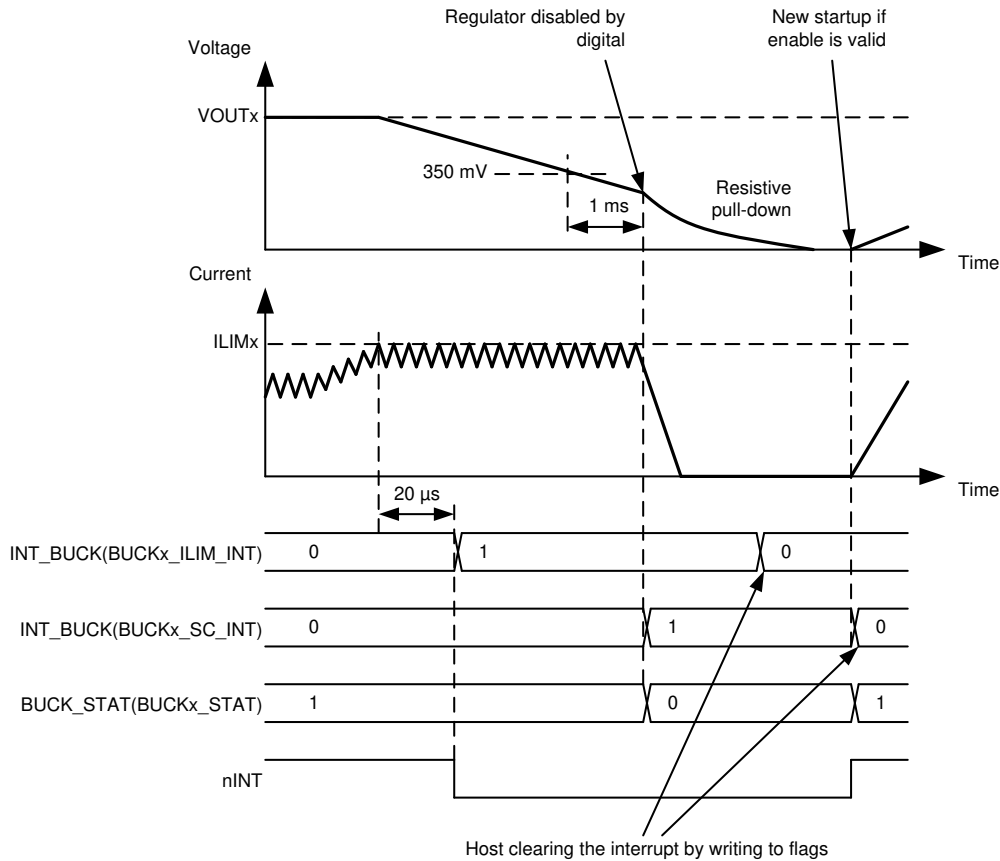 Regulator disabled by
digital
New startup if
enable is valid
Voltage
VOUTx
350 mV
1 ms
Resistive
pull-down
Time
Current
ILIMx
Time
20 µs
INT_BUCK(BUCKx_ILIM_INT)
0
1
0
INT_BUCK(BUCKx_SC_INT)
0
1
0
BUCK_STAT(BUCKx_STAT)
1
0
1
nINT
Host clearing the interrupt by writing to flags